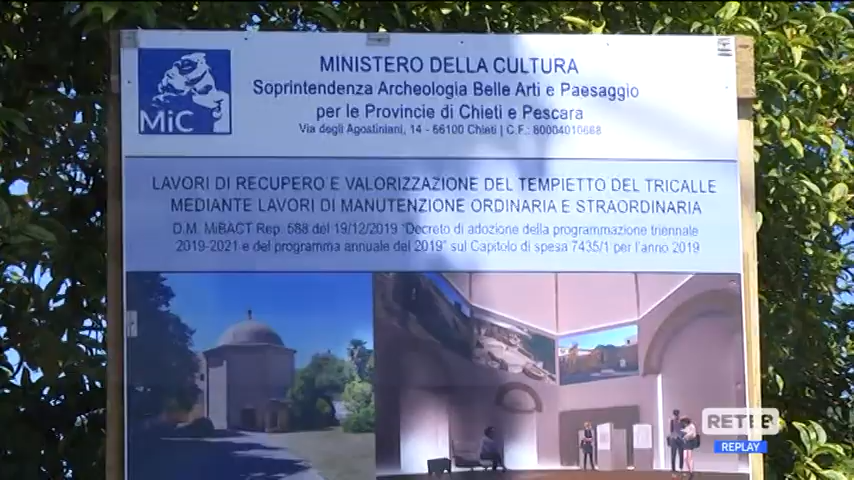 MiC
MINISTERO DELLA CULTURA
Soprintendenza Archeologia Belle Arti e Paesaggio
per le Provincie di Chieti e Pescara
Via degli Agostiniani, 14 - 66100 Chieti | C.F.: 80004010688
LAVORI DI RECUPERO E VALORIZZAZIONE DEL TEMPIETTO DEL TRICALLE
MEDIANTE LAVORI DI MANUTENZIONE ORDINARIA E STRAORDINARIA
D.M. MiBACT Rep. 588 del 19/12/2019 "Decreto di adozione della programmazione triennale
2019-2021 e del programma annuale del 2019" sul Capitolo di spesa 7435/1 per l'anno 2019
RETE8
REPLAY